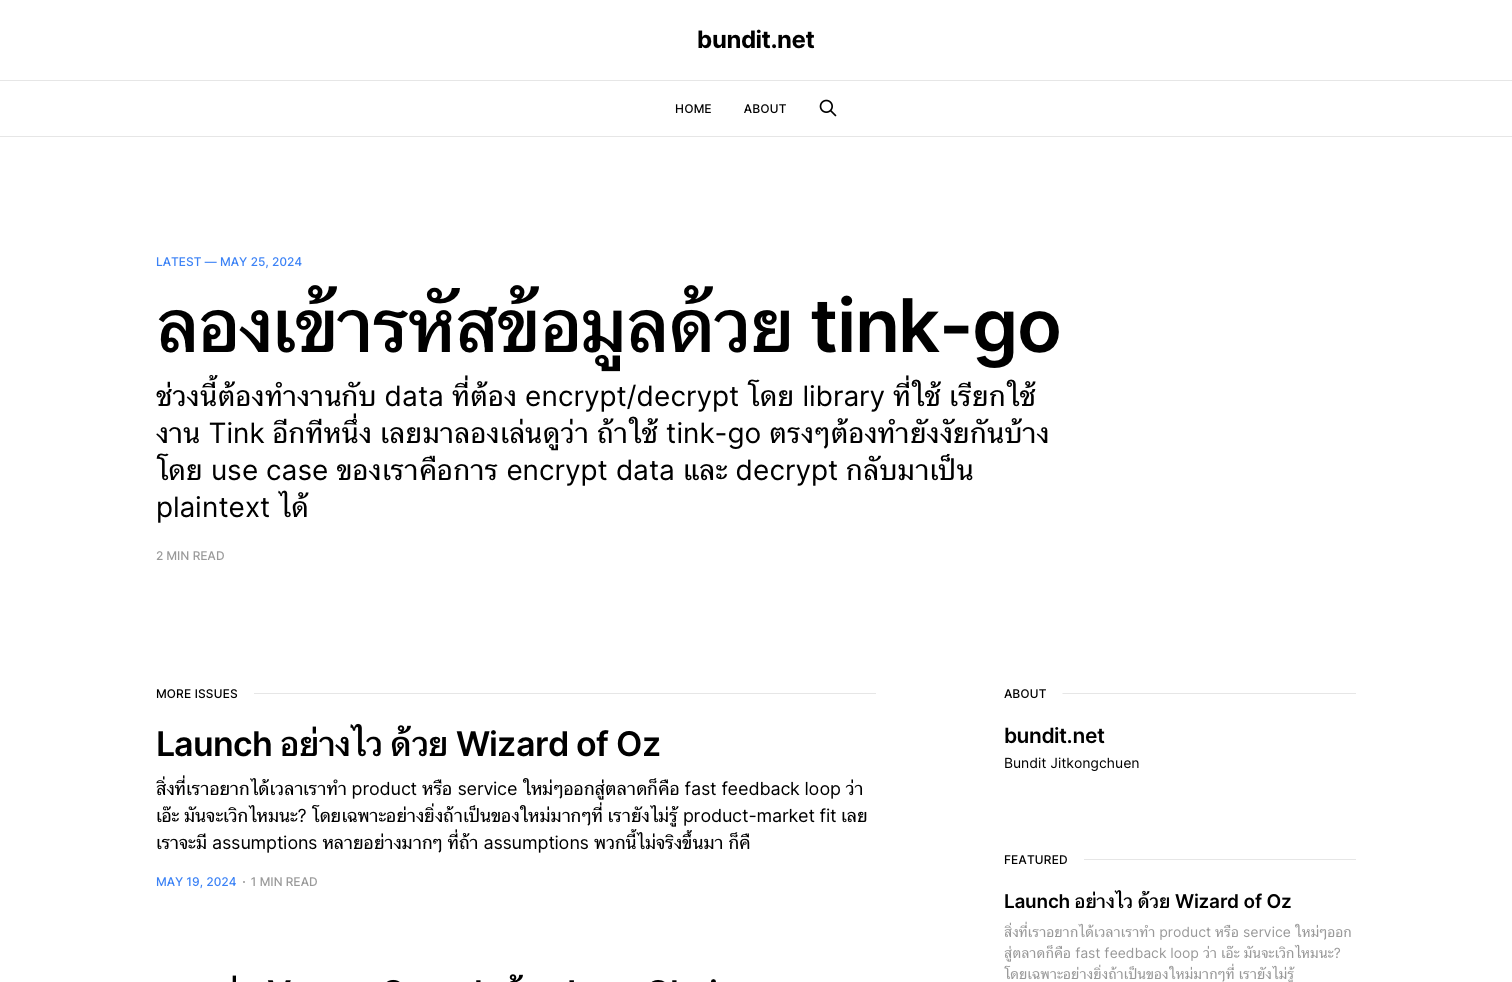 bundit.net
HOME ABOUT
LATEST — MAY 25, 2024
ลองเข้ารหัสข้อมูลด้วย tink-go
ช่วงนี้ต้องทำงานกับ data ที่ต้อง encrypt/decrypt โดย library ที่ใช้ เรียกใช้
งาน Tink อีกทีหนึ่ง เลยมาลองเล่นดูว่า ถ้าใช้ tink-go ตรงๆต้องทำยังงัยกันบ้าง
โดย use case ของเราคือการ encrypt data และ decrypt กลับมาเป็น
plaintext ได้
2 MIN READ
MORE ISSUES
Launch อย่างไว ด้วย Wizard of Oz
สิ่งที่เราอยากได้เวลาเราทำ product หรือ service ใหม่ๆออกสู่ตลาดก็คือ fast feedback loop ว่า
เอ๊ะ มันจะเวิกไหมนะ? โดยเฉพาะอย่างยิ่งถ้าเป็นของใหม่มากๆที่ เรายังไม่รู้ product-market fit เลย
เราจะมี assumptions หลายอย่างมากๆ ที่ถ้า assumptions พวกนี้ไม่จริงขึ้นมา ก็คื
MAY 19, 2024 · 1 MIN READ
ABOUT
bundit.net
Bundit Jitkongchuen
FEATURED
Launch อย่างไว ด้วย Wizard of Oz
สิ่งที่เราอยากได้เวลาเราทำ product หรือ service ใหม่ๆออก
สู่ตลาดก็คือ fast feedback loop ว่า เอ๊ะ มันจะเวิกไหมนะ?
โดยเฉพาะอย่างยิ่งถ้าเป็นของใหม่มากๆที่ เรายังไม่รู้